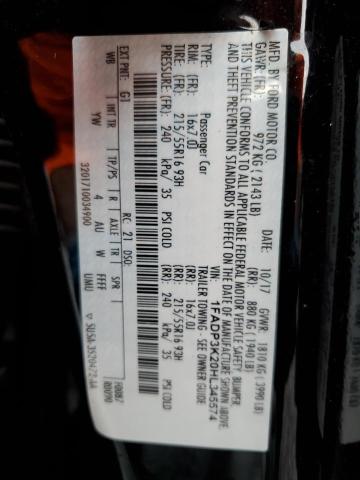 MFD. BY FORD MOTOR CO.
DATE: 10/17 GVWR: 1810 KG ( 3990 LB)
GAWR: (FR): 972 KG ( 2143 LB) (RR): 880 KG ( 1940 LB)
THIS VEHICLE CONFORMS TO ALL APPLICABLE FEDERAL MOTOR VEHICLE SAFETY, BUMPER,
AND THEFT PREVENTION STANDARDS IN EFFECT ON THE DATE OF MANUFACTURE SHOWN ABOVE.
VIN: 1FADP3K20HL345574
TYPE: Passenger Car TRAILER TOWING - SEE OWNER GUIDE
RIM: (FR): 16x7.0J (RR): 16x7.0J
TIRE: (FR): 215/55R16 93H (RR): 215/55R16 93H
PRESSURE: (FR): 240 kPa/ 35 PSI COLD (RR): 240 kPa/ 35 PSI COLD
EXT PNT: G1 RC: 21 DSO:
WB INT TR TP/PS R AXLE TR SPR
YW 4 AU W FFFF UMU
3201710034900